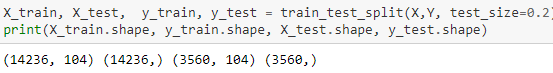 X_train, X_test, y_train, y_test = train_test_split(X,Y, test_size=0.2)
print(X_train.shape, y_train.shape, X_test.shape, y_test.shape)
(14236, 104) (14236,) (3560, 104) (3560,)